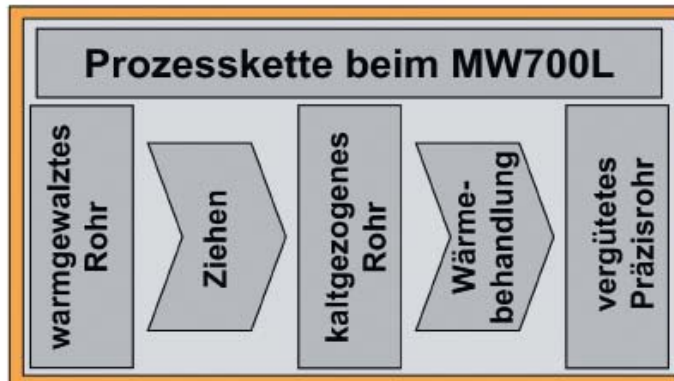 Prozesskette beim MW700L
warmgewalztes
Rohr
Ziehen
kaltgezogenes
Rohr
Wärme-
behandlung
vergütetes
Präzisrohr